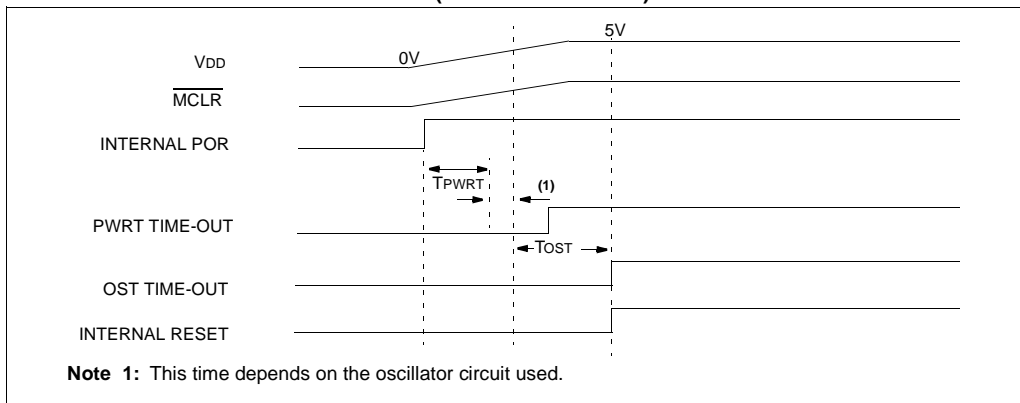 5V
0V
VDD
MCLR
INTERNAL POR
TPWRT
(1)
PWRT TIME-OUT
TOST
OST TIME-OUT
INTERNAL RESET
Note 1: This time depends on the oscillator circuit used.